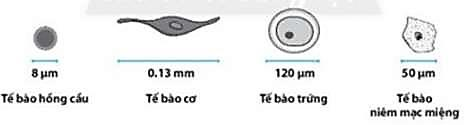 8 µm
0.13 mm
120 µm
50 µm
Tế bào hồng cầu
Tế bào cơ
Tế bào trứng
Tế bào
niêm mạc miệng